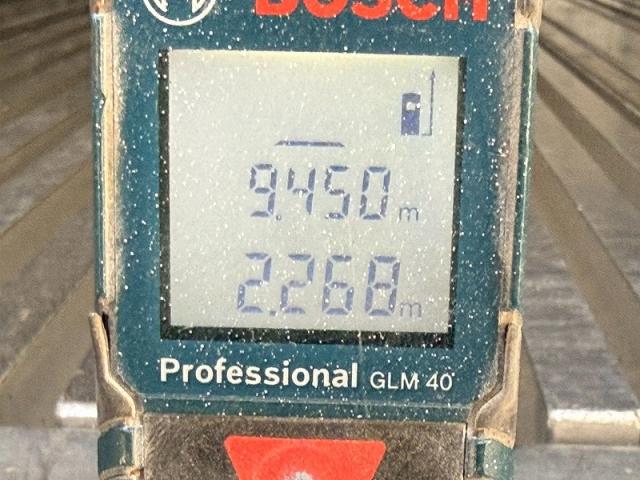 BOSCH
9.450 m
2.268 m
Professional GLM 40